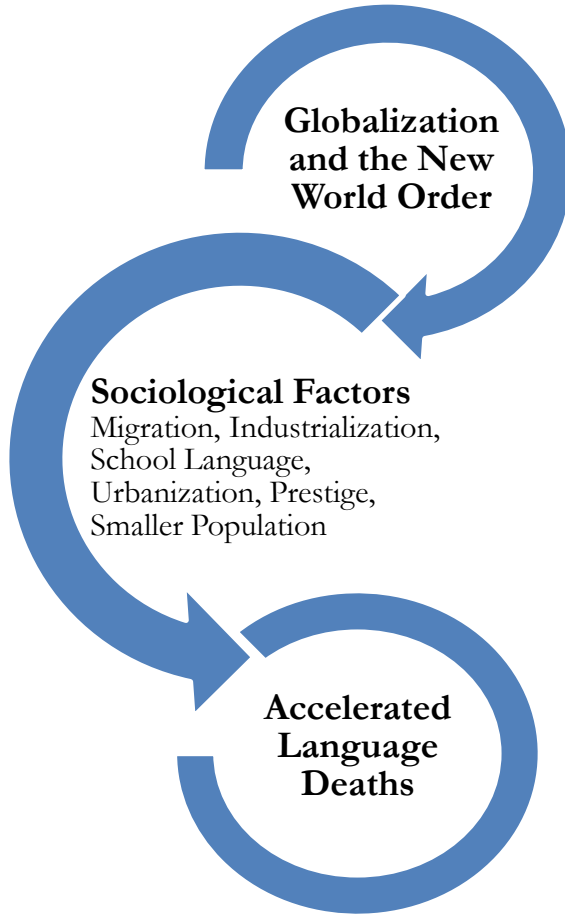 Globalization
and the New
World Order
Sociological Factors
Migration, Industrialization,
School Language,
Urbanization, Prestige,
Smaller Population
Accelerated
Language
Deaths